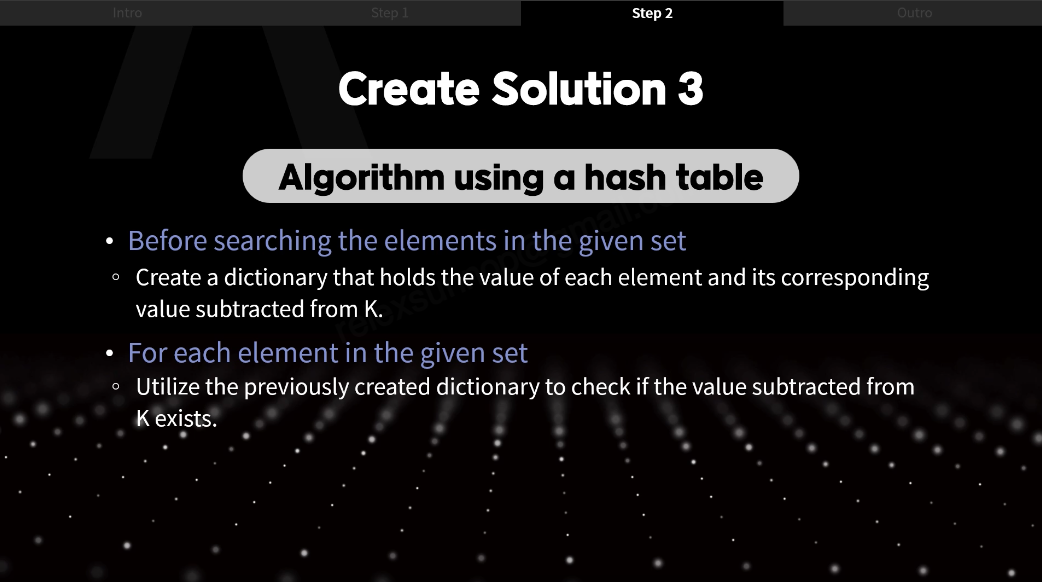 Intro
Step 1
Step 2
Outro
Create Solution 3
Algorithm using a hash table
• Before searching the elements in the given set
◦ Create a dictionary that holds the value of each element and its corresponding
value subtracted from K.
• For each element in the given set
◦ Utilize the previously created dictionary to check if the value subtracted from
K exists.